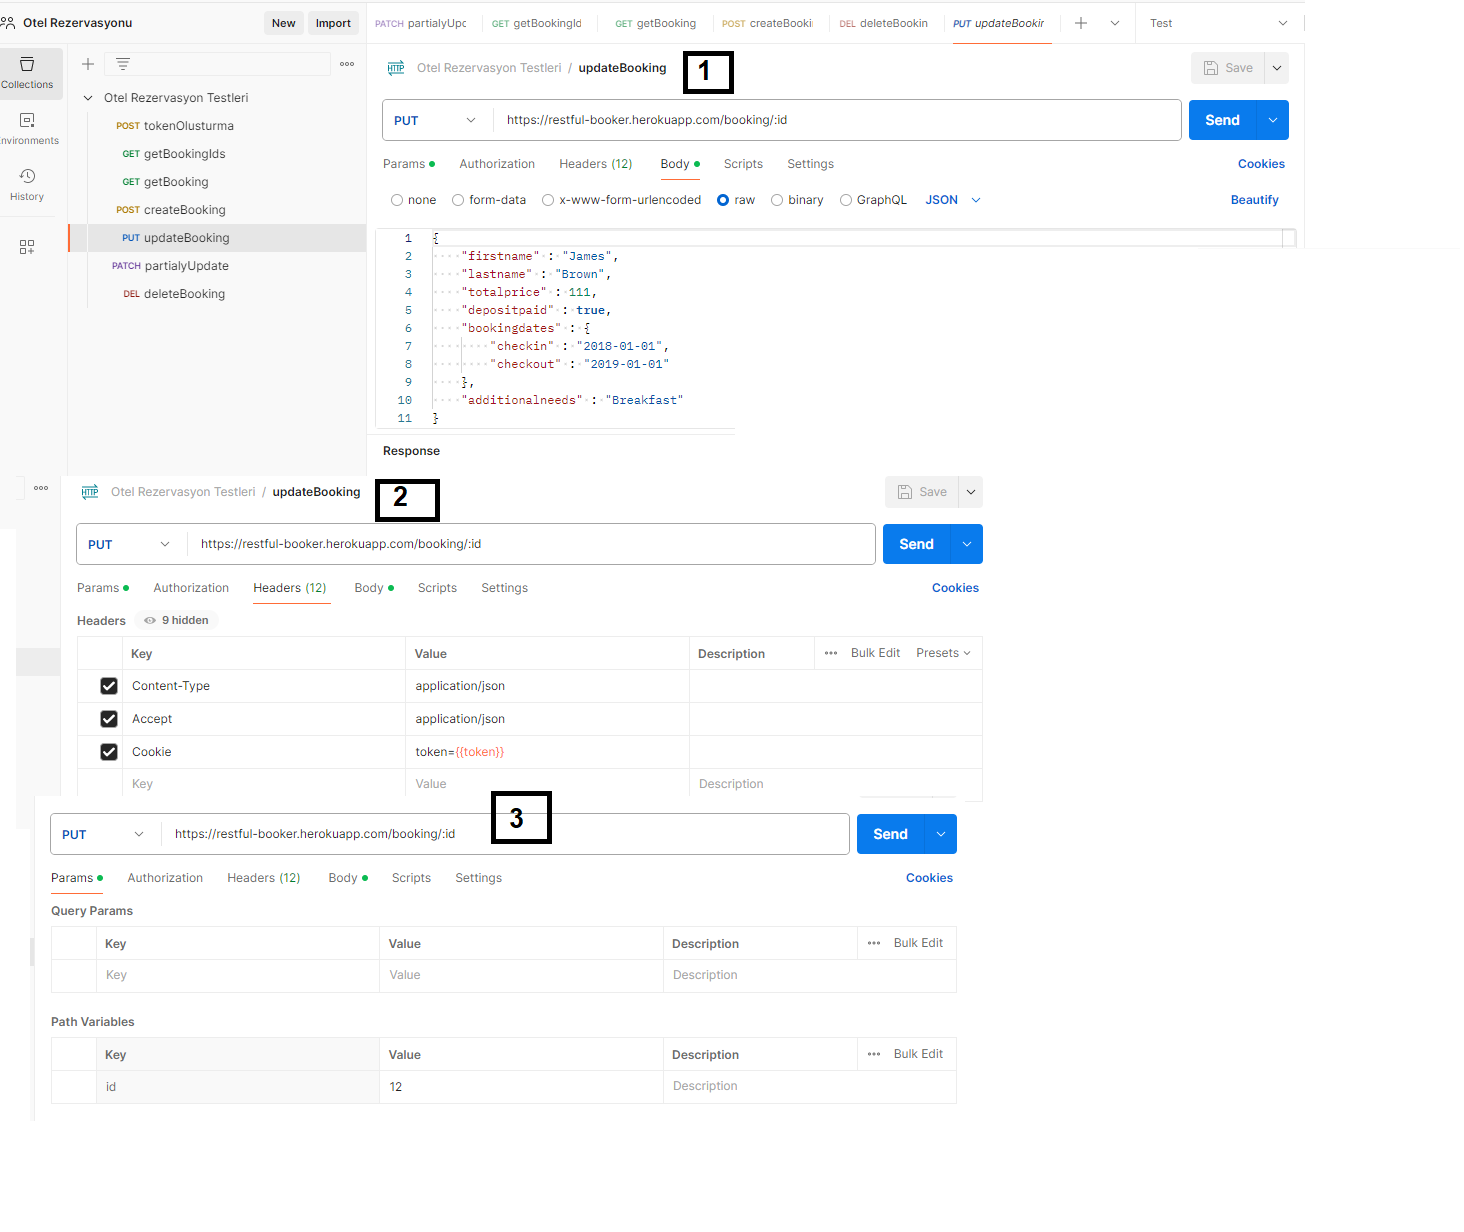 Otel Rezervasyonu New Import PATCH partialyUpc GET getBookingId GET getBooking POST createBooki DEL deleteBookin PUT updateBookir Test
Collections
Environments
History
Otel Rezervasyon Testleri
POST tokenOlusturma
GET getBookingIds
GET getBooking
POST createBooking
PUT updateBooking
PATCH partialyUpdate
DEL deleteBooking
HTTP Otel Rezervasyon Testleri / updateBooking 1 Save
PUT https://restful-booker.herokuapp.com/booking/:id Send
Params Authorization Headers (12) Body Scripts Settings Cookies
none form-data x-www-form-urlencoded raw binary GraphQL JSON Beautify
1 {
2 "firstname" : "James",
3 "lastname" : "Brown",
4 "totalprice" : 111,
5 "depositpaid" : true,
6 "bookingdates" : {
7 "checkin" : "2018-01-01",
8 "checkout" : "2019-01-01"
9 },
10 "additionalneeds" : "Breakfast"
11 }
Response
HTTP Otel Rezervasyon Testleri / updateBooking 2 Save
PUT https://restful-booker.herokuapp.com/booking/:id Send
Params Authorization Headers (12) Body Scripts Settings Cookies
Headers 9 hidden
Key Value Description Bulk Edit Presets
Content-Type application/json
Accept application/json
Cookie token={{token}}
Key Value Description
3
PUT https://restful-booker.herokuapp.com/booking/:id Send
Params Authorization Headers (12) Body Scripts Settings Cookies
Query Params
Key Value Description Bulk Edit
Key Value Description
Path Variables
Key Value Description Bulk Edit
id 12 Description